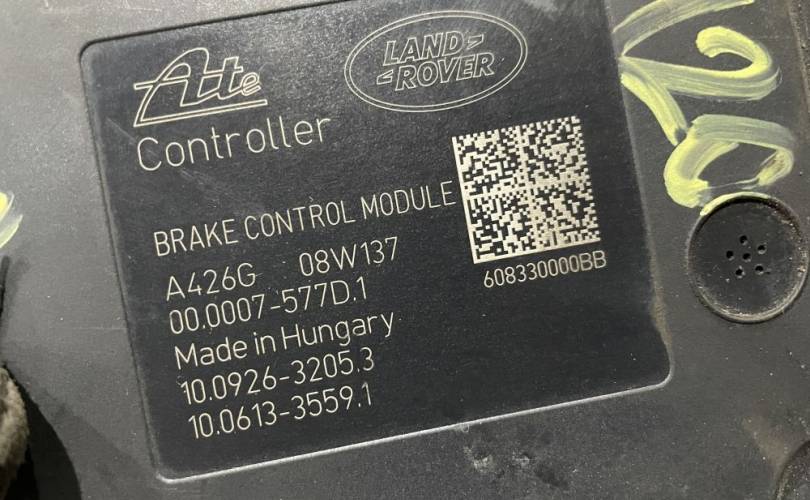 Ate
LAND
ROVER
Controller
BRAKE CONTROL MODULE
A426G 08W137
608330000BB
00.0007-577D.1
Made in Hungary
10.0926-3205.3
10.0613-3559.1